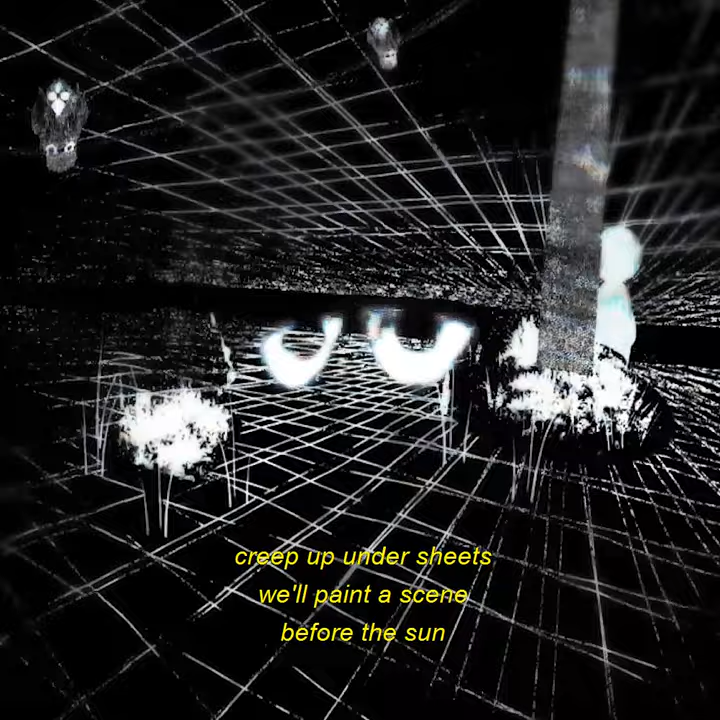 creep up under sheets
we'll paint a scene
before the sun